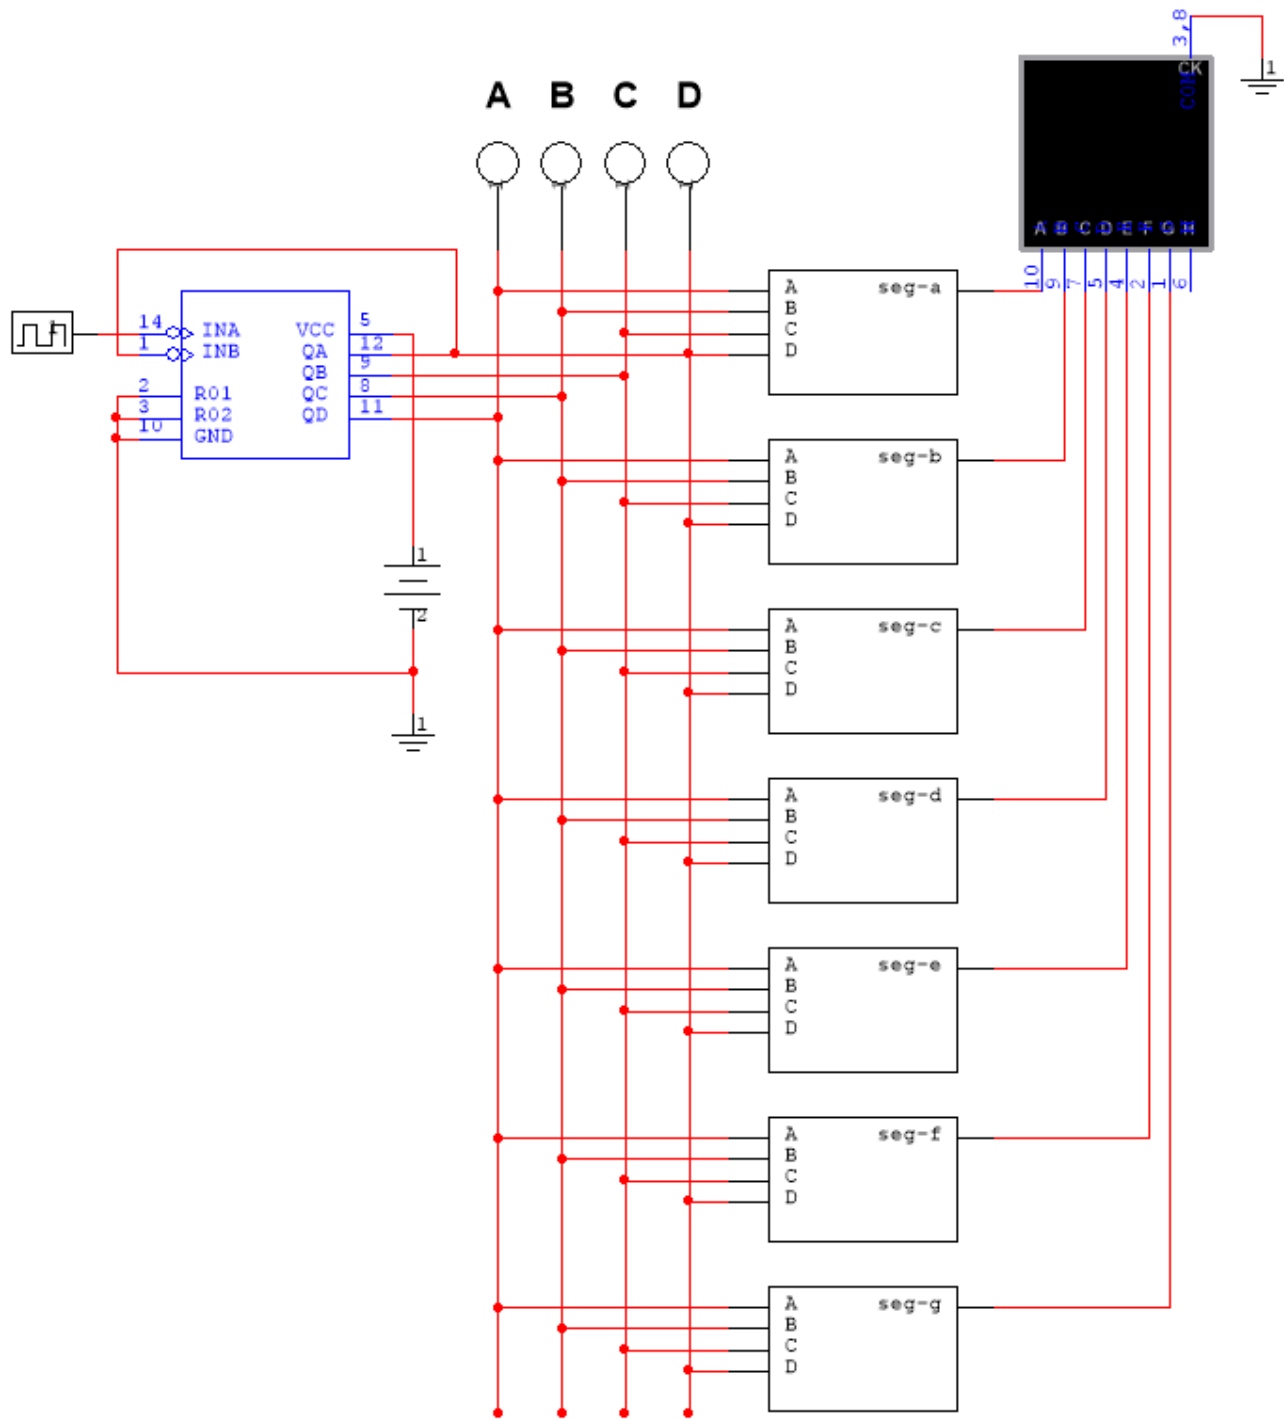 3,8
CK
COM
1
A B C D
A B C D E F G H
10 9 7 5 4 2 1 6
14 INA VCC 5
1 INB QA 12
QB 9
2 R01 QC 8
3 R02 QD 11
10 GND
1
2
1
A seg-a
B
C
D
A seg-b
B
C
D
A seg-c
B
C
D
A seg-d
B
C
D
A seg-e
B
C
D
A seg-f
B
C
D
A seg-g
B
C
D